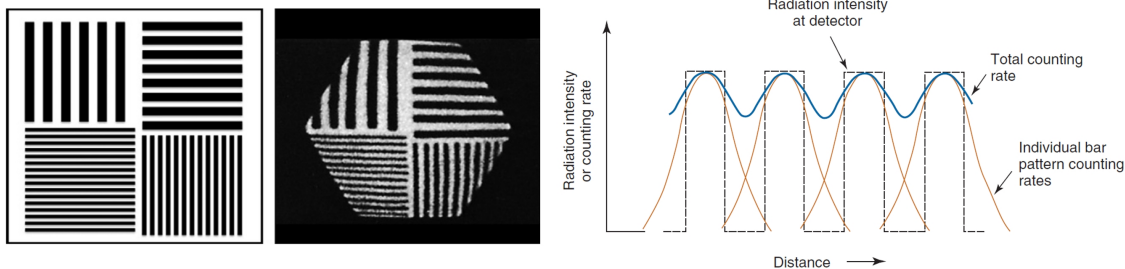 Radiation intensity
at detector
Total counting
rate
Radiation intensity
or counting rate
Individual bar
pattern counting
rates
Distance